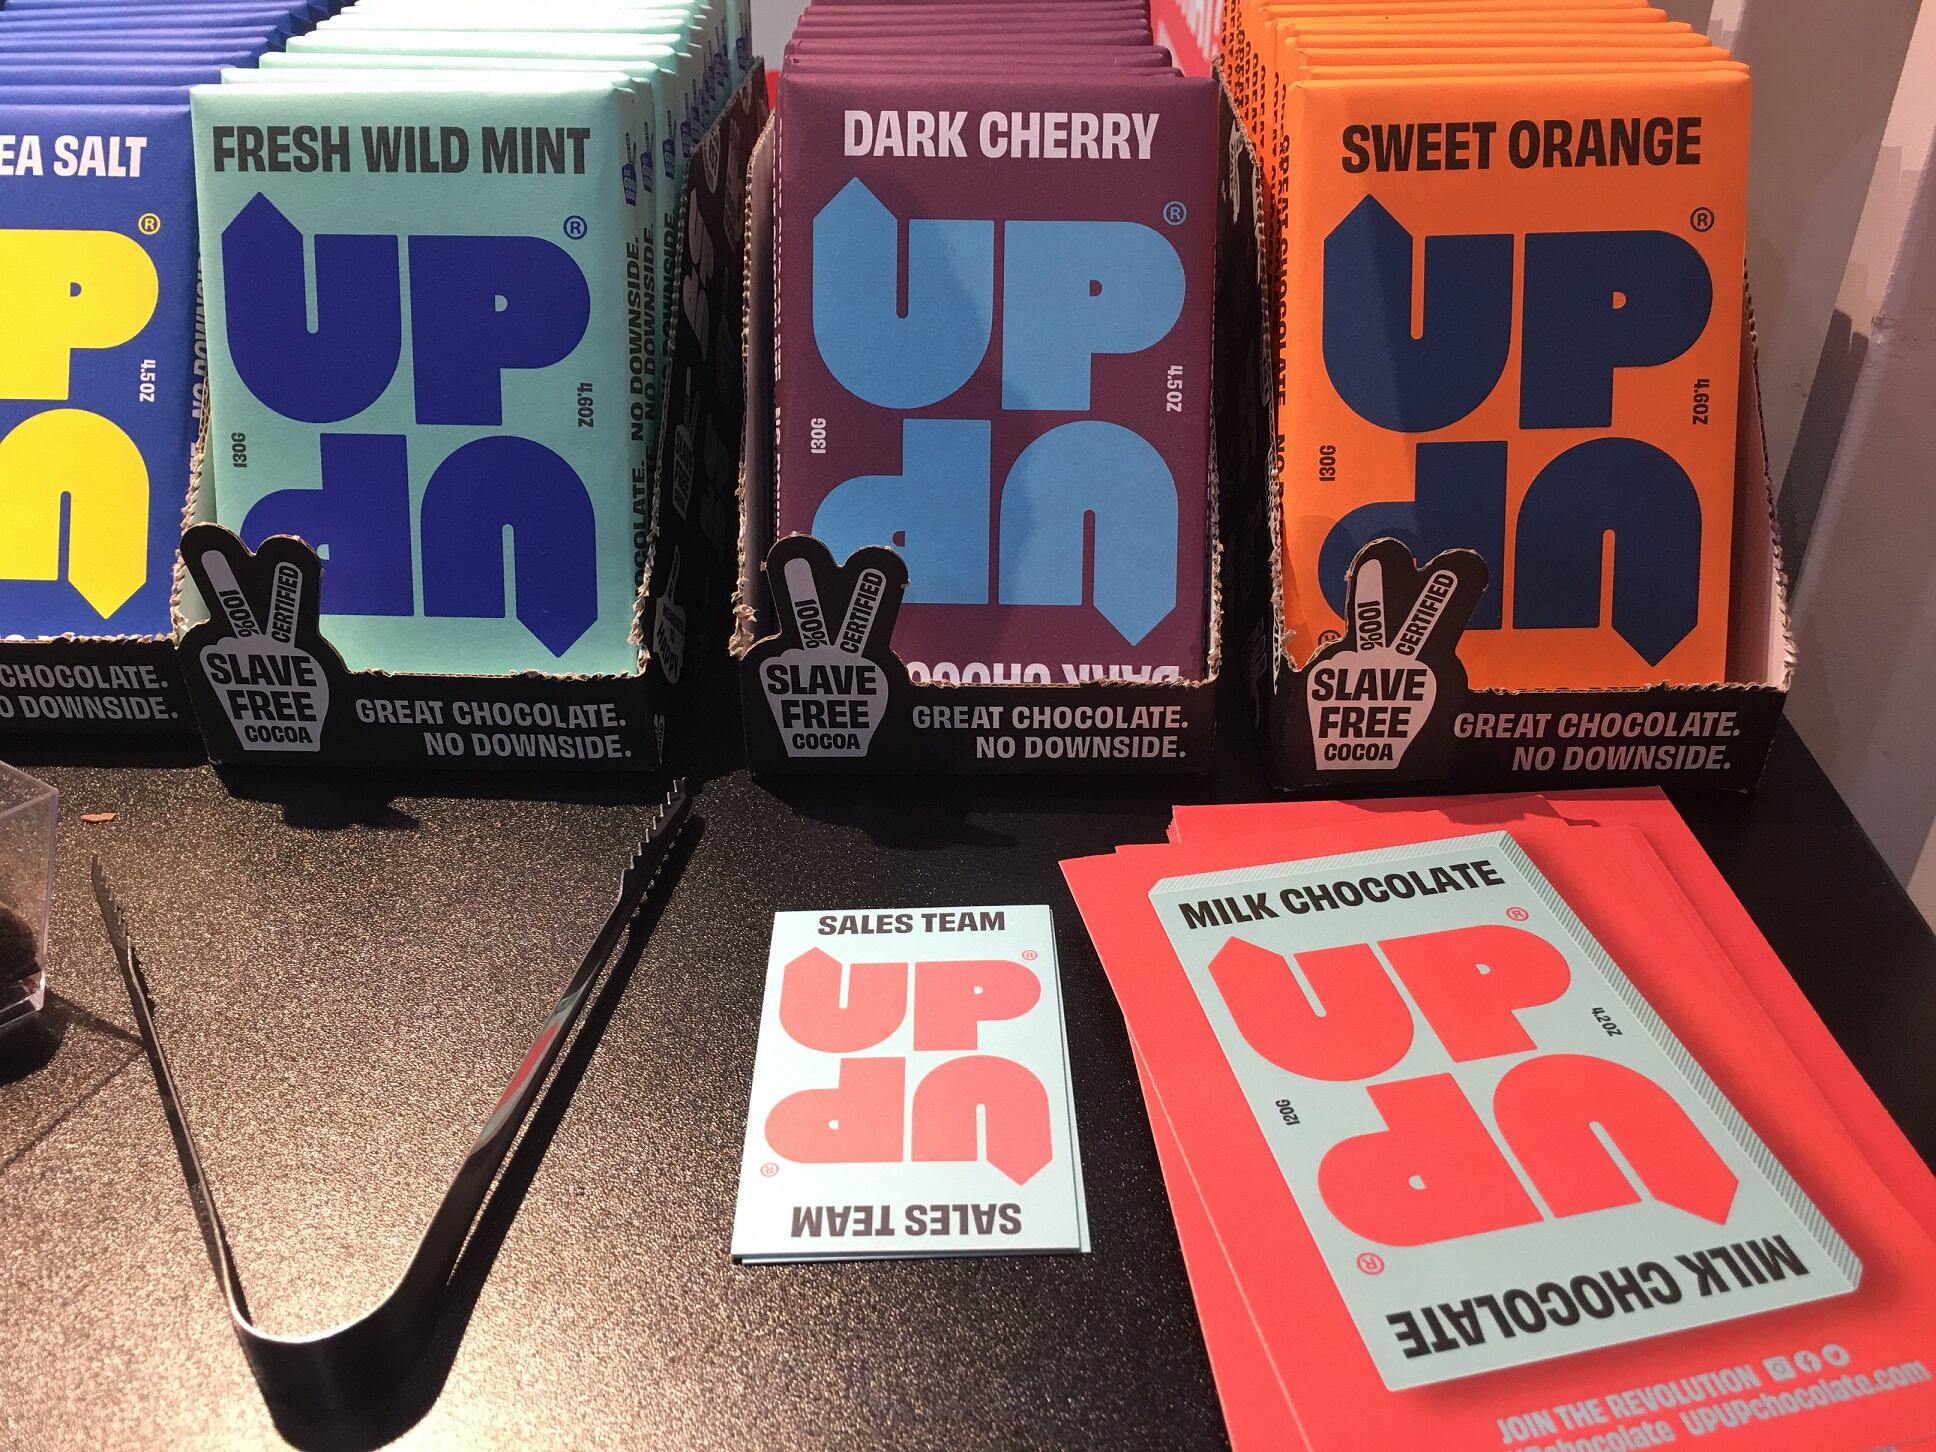 EA SALT
UP®
4.5OZ
CHOCOLATE.
O DOWNSIDE.
FRESH WILD MINT
UP®
UP
4.6OZ
130G
NO DOWNSIDE.
NO DOWNSIDE.
100%
CERTIFIED
SLAVE
FREE
COCOA
GREAT CHOCOLATE.
NO DOWNSIDE.
DARK CHERRY
UP®
UP
4.5OZ
130G
DARK CHOCO
100%
CERTIFIED
SLAVE
FREE
COCOA
GREAT CHOCOLATE.
NO DOWNSIDE.
SWEET ORANGE
UP®
UP
4.6OZ
130G
100%
CERTIFIED
SLAVE
FREE
COCOA
GREAT CHOCOLATE.
NO DOWNSIDE.
SALES TEAM
UP®
UP®
SALES TEAM
MILK CHOCOLATE
UP®
4.2OZ
120G
UP®
MILK CHOCOLATE
JOIN THE REVOLUTION
chocolate UPUPchocolate.com